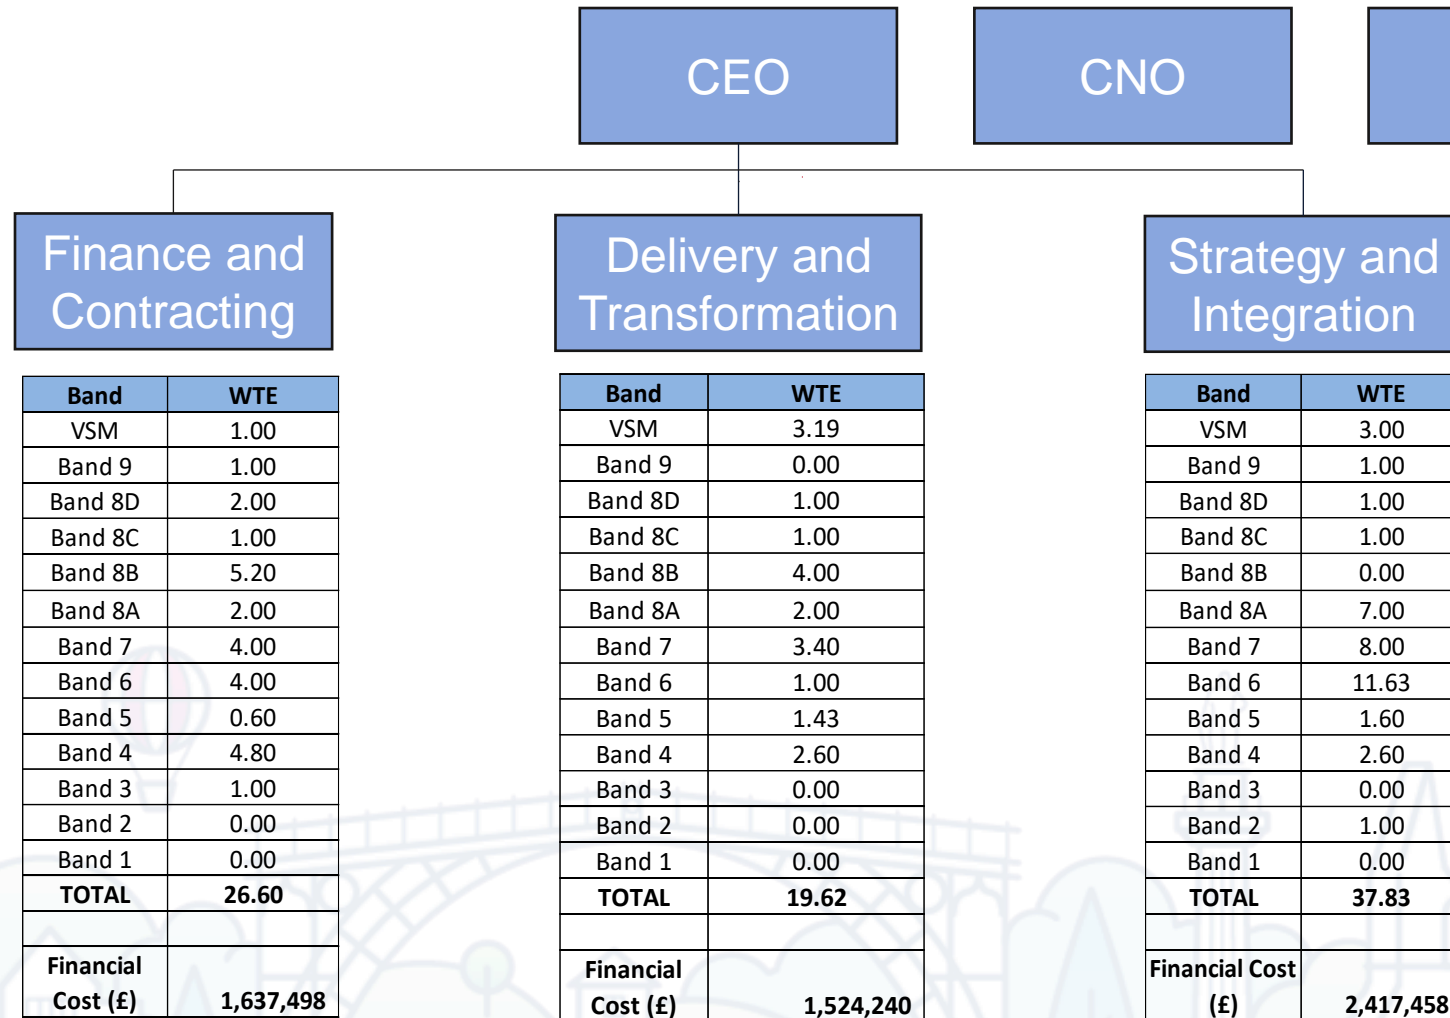 CEO
CNO
Finance and
Contracting
Delivery and
Transformation
Strategy and
Integration
Band WTE
VSM 1.00
Band 9 1.00
Band 8D 2.00
Band 8C 1.00
Band 8B 5.20
Band 8A 2.00
Band 7 4.00
Band 6 4.00
Band 5 0.60
Band 4 4.80
Band 3 1.00
Band 2 0.00
Band 1 0.00
TOTAL 26.60
Financial
Cost (£) 1,637,498
Band WTE
VSM 3.19
Band 9 0.00
Band 8D 1.00
Band 8C 1.00
Band 8B 4.00
Band 8A 2.00
Band 7 3.40
Band 6 1.00
Band 5 1.43
Band 4 2.60
Band 3 0.00
Band 2 0.00
Band 1 0.00
TOTAL 19.62
Financial
Cost (£) 1,524,240
Band WTE
VSM 3.00
Band 9 1.00
Band 8D 1.00
Band 8C 1.00
Band 8B 0.00
Band 8A 7.00
Band 7 8.00
Band 6 11.63
Band 5 1.60
Band 4 2.60
Band 3 0.00
Band 2 1.00
Band 1 0.00
TOTAL 37.83
Financial Cost
(£) 2,417,458